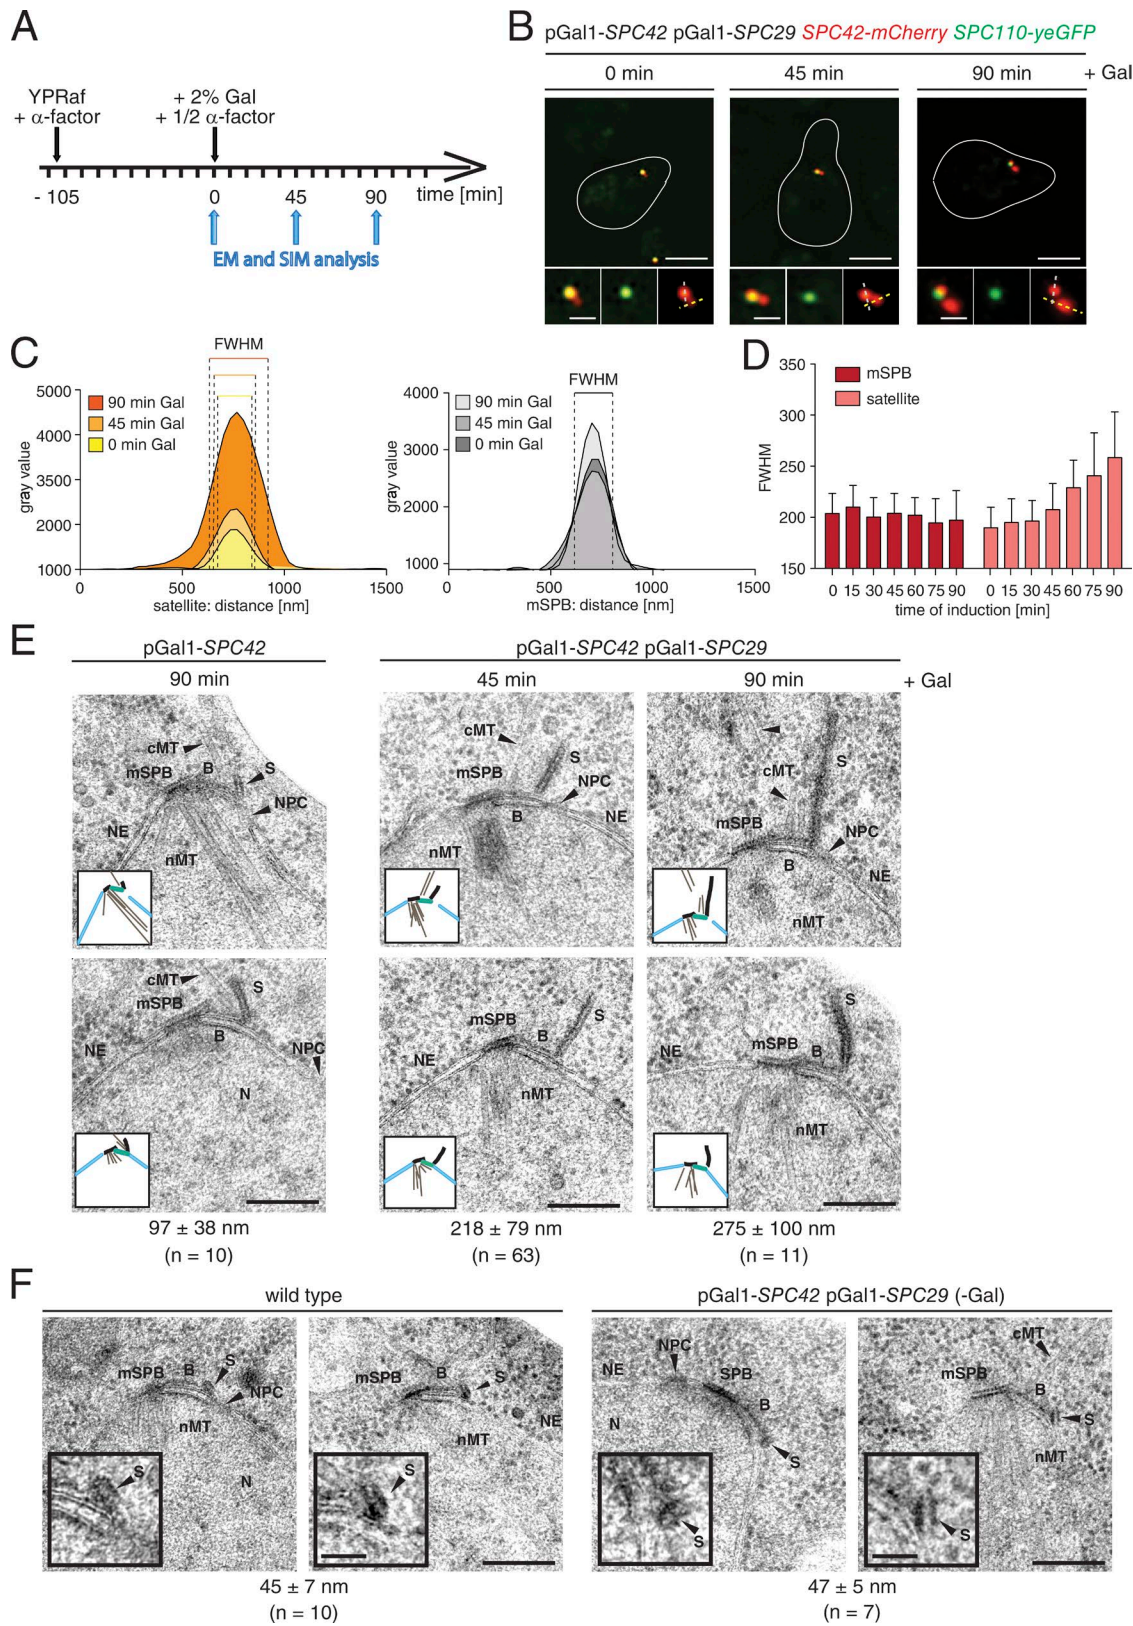 A
YPRaf
+ α-factor
+ 2% Gal
+ 1/2 α-factor
- 105
0
45
90
time [min]
EM and SIM analysis
B
pGal1-SPC42 pGal1-SPC29 SPC42-mCherry SPC110-yeGFP
0 min
45 min
90 min
+ Gal
C
FWHM
5000
4000
3500
2000
1000
gray value
90 min Gal
45 min Gal
0 min Gal
0
500
1000
1500
satellite: distance [nm]
FWHM
4000
3000
2000
1000
gray value
90 min Gal
45 min Gal
0 min Gal
0
500
1000
1500
mSPB: distance [nm]
D
350
300
250
200
150
FWHM
mSPB
satellite
0 15 30 45 60 75 90
0 15 30 45 60 75 90
time of induction [min]
E
pGal1-SPC42
pGal1-SPC42 pGal1-SPC29
90 min
45 min
90 min
+ Gal
cMT
mSPB
B
S
NPC
NE
nMT
cMT
mSPB
S
NPC
B
NE
nMT
S
cMT
mSPB
NPC
B
NE
nMT
cMT
S
mSPB
B
NE
NPC
N
mSPB
B
S
NE
nMT
S
mSPB
B
NE
nMT
97 ± 38 nm
(n = 10)
218 ± 79 nm
(n = 63)
275 ± 100 nm
(n = 11)
F
wild type
pGal1-SPC42 pGal1-SPC29 (-Gal)
mSPB
B
S
NPC
nMT
N
S
mSPB
B
S
NE
nMT
S
NPC
NE
SPB
B
N
S
S
cMT
mSPB
B
S
nMT
S
45 ± 7 nm
(n = 10)
47 ± 5 nm
(n = 7)